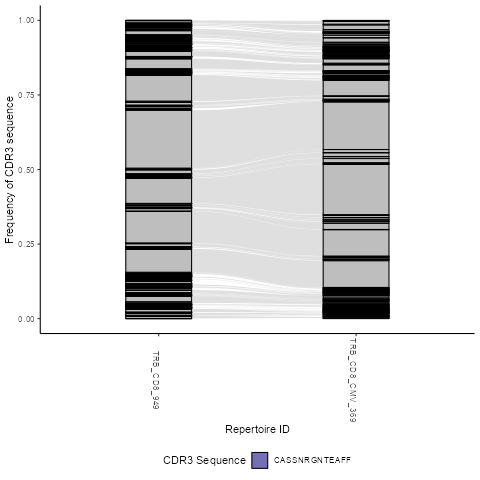 1.00
0.75
0.50
0.25
0.00
Frequency of CDR3 sequence
TRB_CD8_949
TRB_CD8_CMV_369
Repertoire ID
CDR3 Sequence
CASSNRGNTEAFF